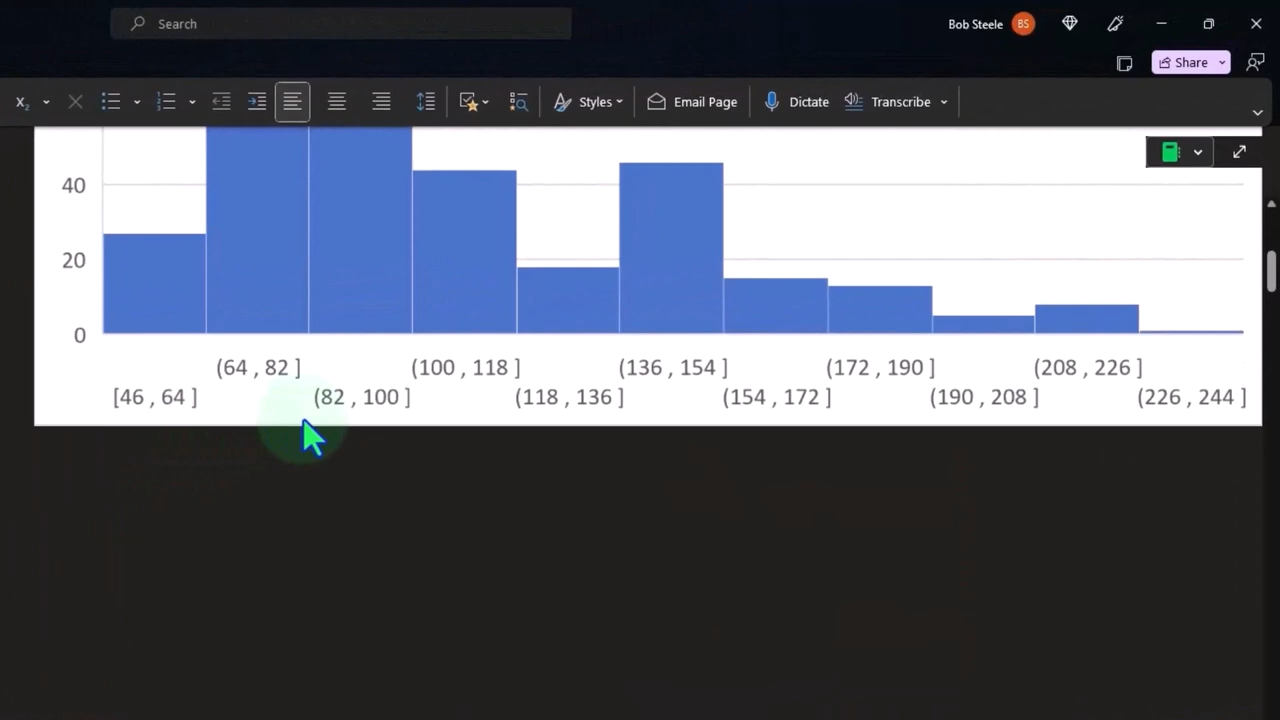 Search
Bob Steele BS
Share
X₂ Styles Email Page Dictate Transcribe
40
20
0
(64 , 82 ] (100 , 118 ] (136 , 154 ] (172 , 190 ] (208 , 226 ]
[46 , 64 ] (82 , 100 ] (118 , 136 ] (154 , 172 ] (190 , 208 ] (226 , 244 ]